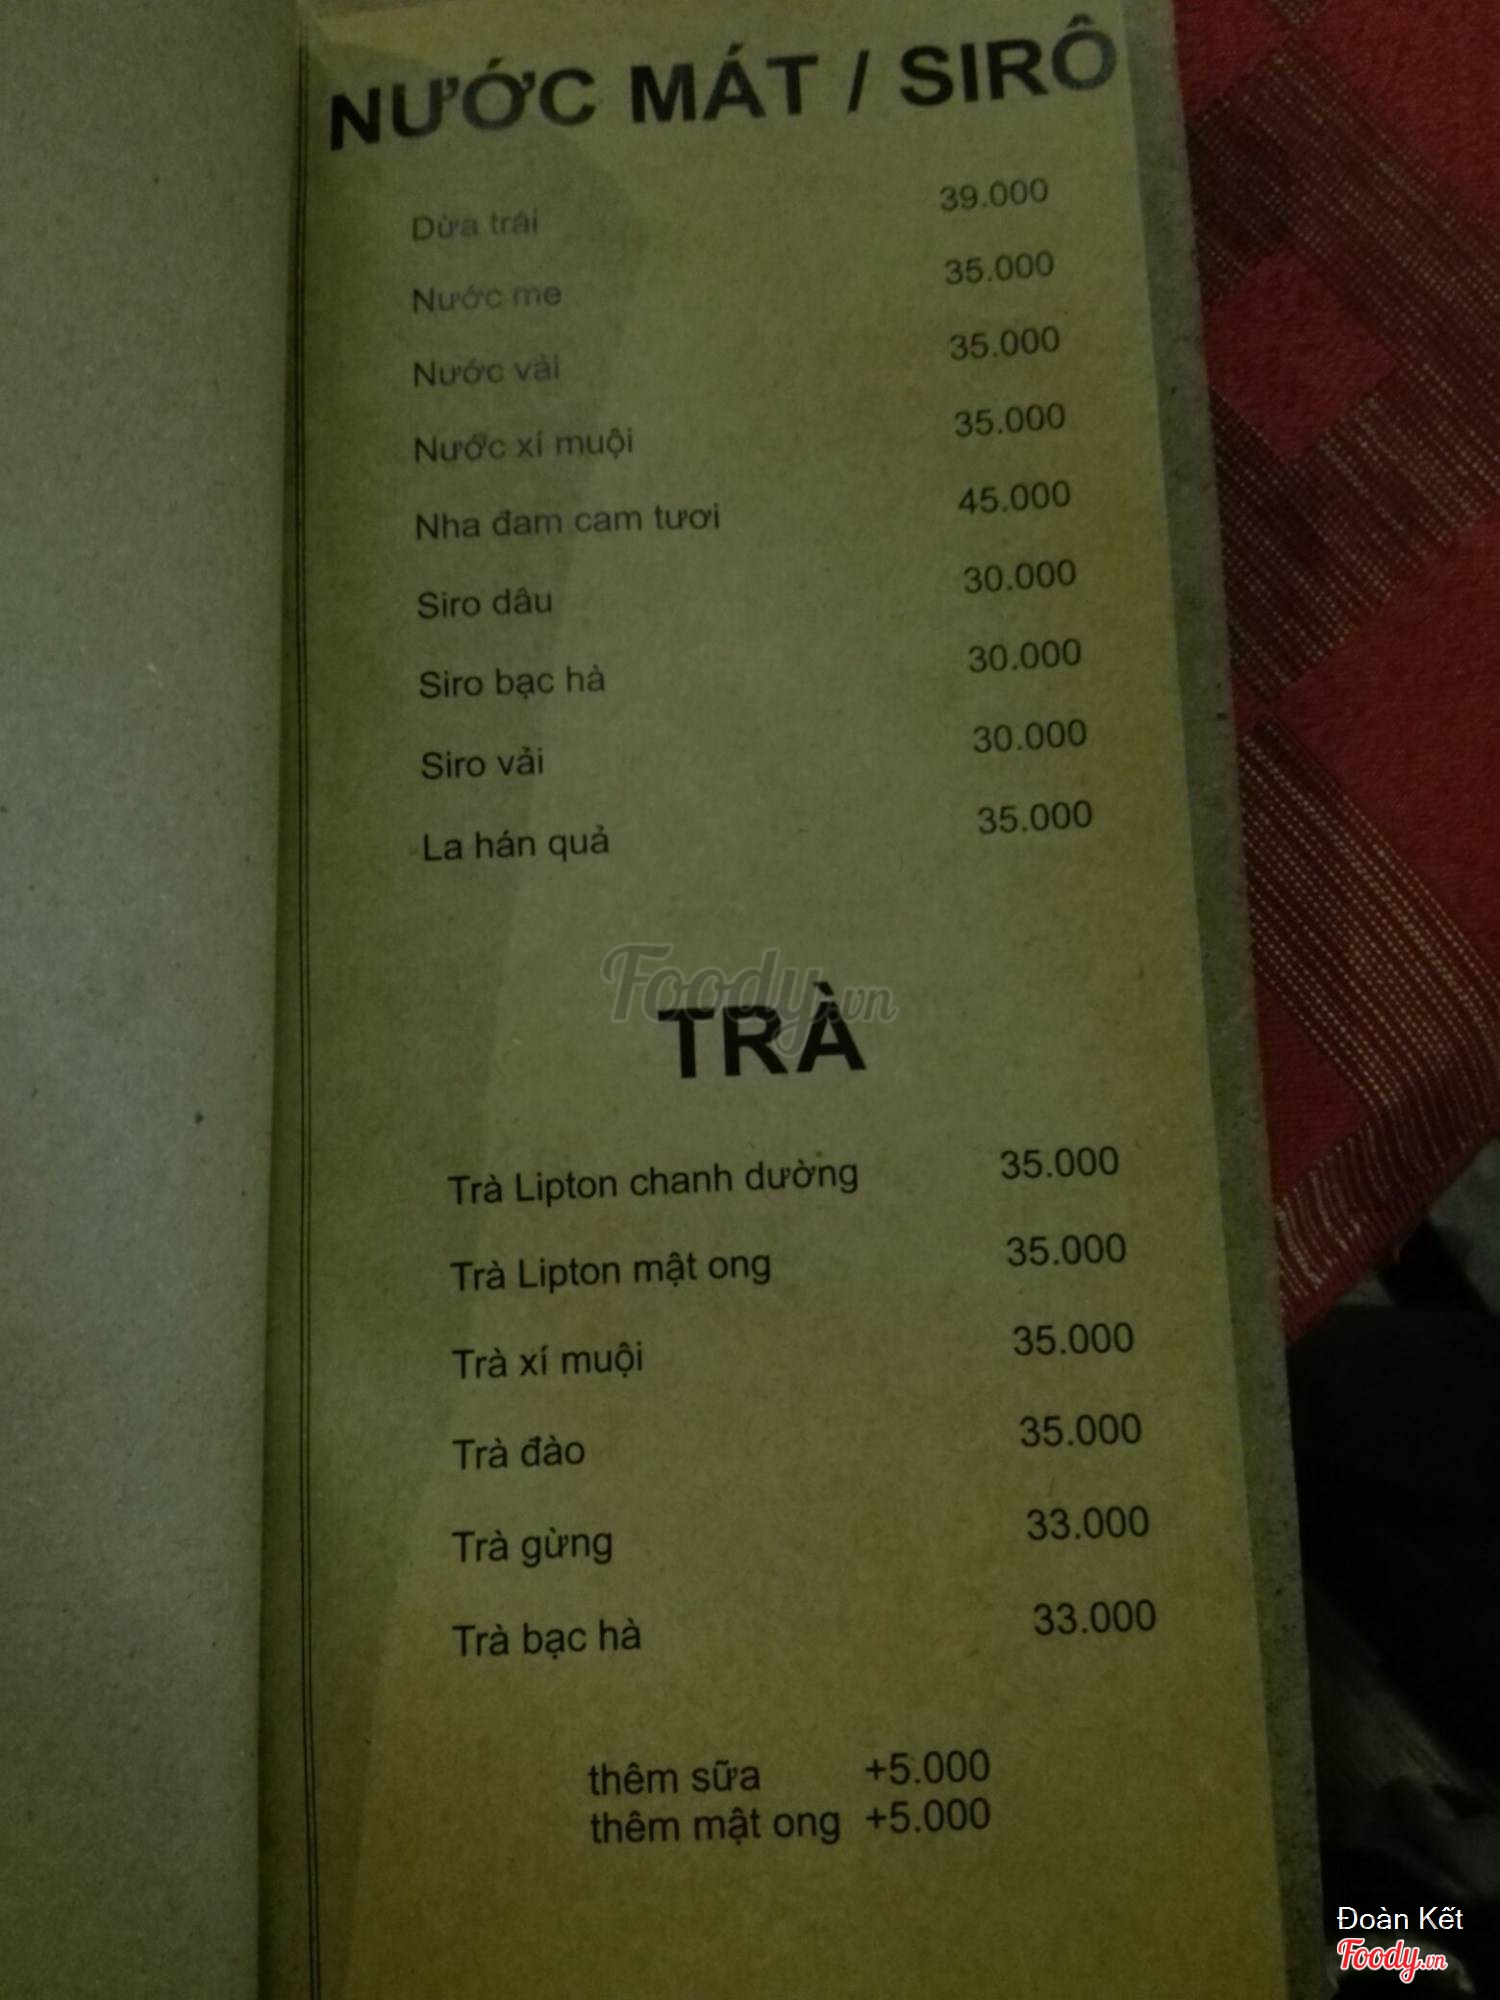 NƯỚC MÁT / SIRÔ
Dừa trái 39.000
Nước me 35.000
Nước vải 35.000
Nước xí muội 35.000
Nha đam cam tươi 45.000
Siro dâu 30.000
Siro bạc hà 30.000
Siro vải 30.000
La hán quả 35.000
Foody.vn
TRÀ
Trà Lipton chanh dường 35.000
Trà Lipton mật ong 35.000
Trà xí muội 35.000
Trà đào 35.000
Trà gừng 33.000
Trà bạc hà 33.000
thêm sữa +5.000
thêm mật ong +5.000
Đoàn Kết
Foody.vn